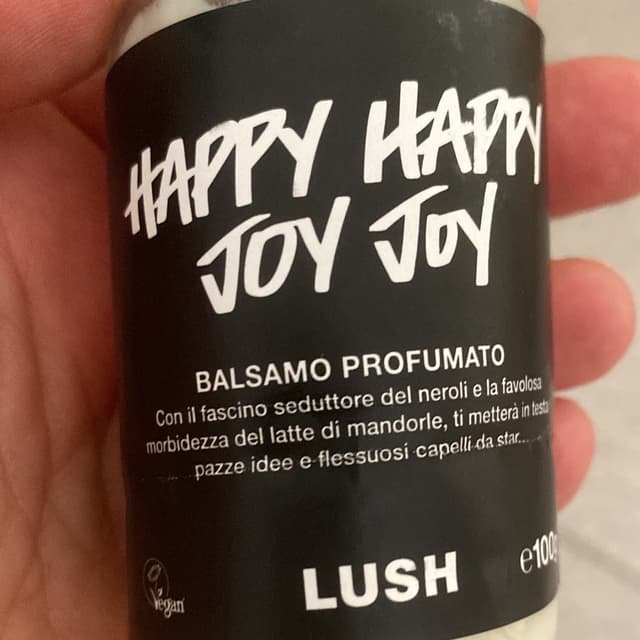 HAPPY HAPPY
JOY JOY
BALSAMO PROFUMATO
Con il fascino seduttore del neroli e la favolosa
morbidezza del latte di mandorle, ti metterà in testa
pazze idee e flessuosi capelli da star...
Vegan
LUSH
e100g